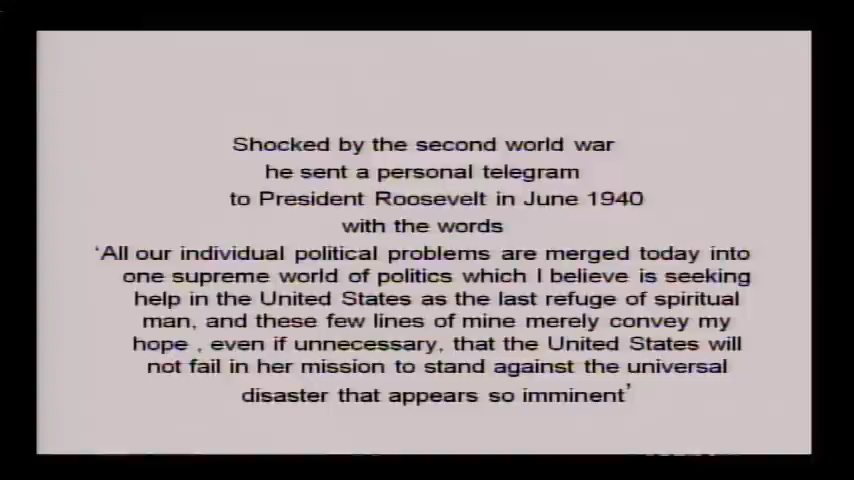 Shocked by the second world war
he sent a personal telegram
to President Roosevelt in June 1940
with the words
‘All our individual political problems are merged today into
one supreme world of politics which I believe is seeking
help in the United States as the last refuge of spiritual
man, and these few lines of mine merely convey my
hope , even if unnecessary, that the United States will
not fail in her mission to stand against the universal
disaster that appears so imminent’